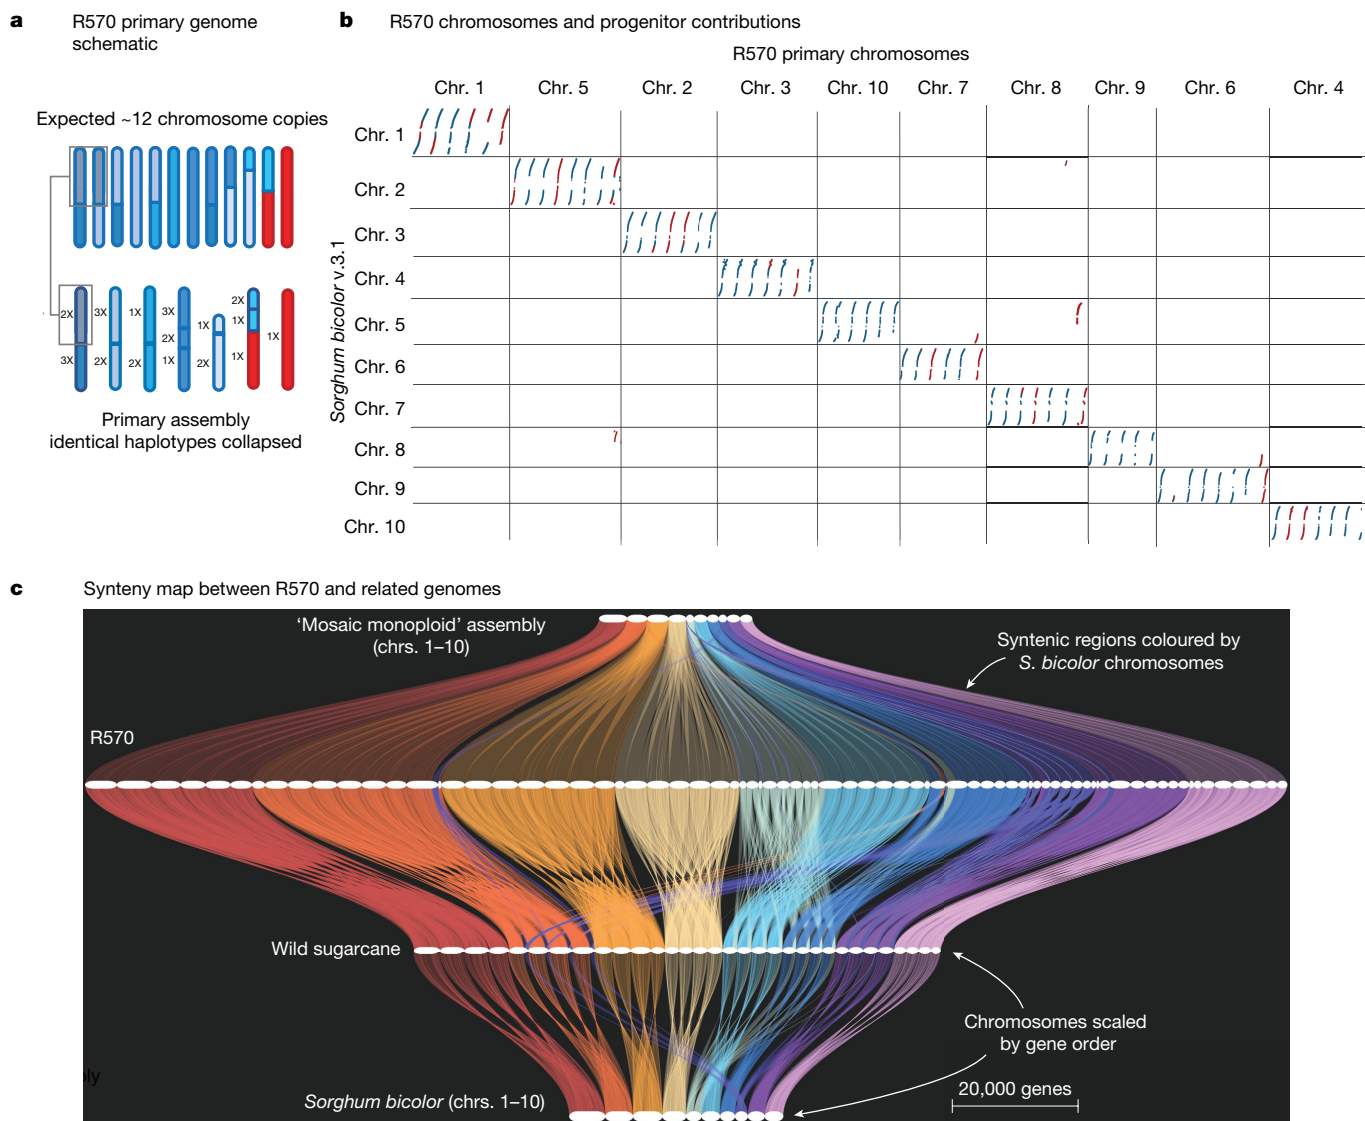 a R570 primary genome
schematic
Expected ~12 chromosome copies
2X
3X
3X
2X
1X
2X
3X
2X
1X
1X
2X
2X
1X
1X
1X
Primary assembly
identical haplotypes collapsed
b R570 chromosomes and progenitor contributions
R570 primary chromosomes
Chr. 1 Chr. 5 Chr. 2 Chr. 3 Chr. 10 Chr. 7 Chr. 8 Chr. 9 Chr. 6 Chr. 4
Sorghum bicolor v.3.1
Chr. 1
Chr. 2
Chr. 3
Chr. 4
Chr. 5
Chr. 6
Chr. 7
Chr. 8
Chr. 9
Chr. 10
c Synteny map between R570 and related genomes
'Mosaic monoploid' assembly
(chrs. 1–10)
Syntenic regions coloured by
S. bicolor chromosomes
R570
Wild sugarcane
Chromosomes scaled
by gene order
20,000 genes
Sorghum bicolor (chrs. 1–10)